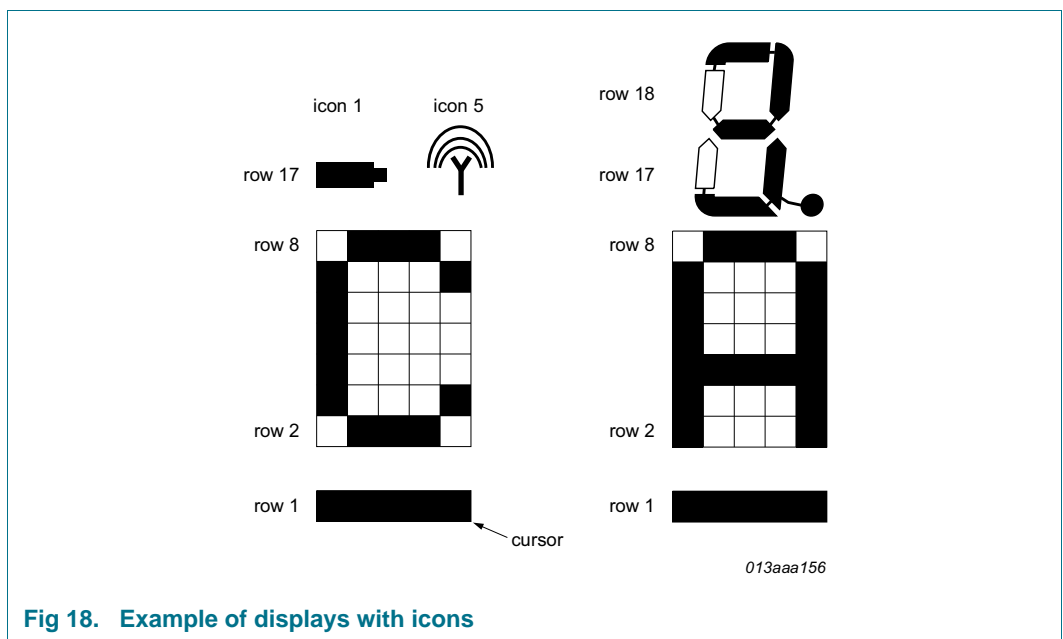 icon 1 icon 5
row 18
row 17 row 17
row 8 row 8
row 2 row 2
row 1 row 1
cursor
013aaa156
Fig 18. Example of displays with icons